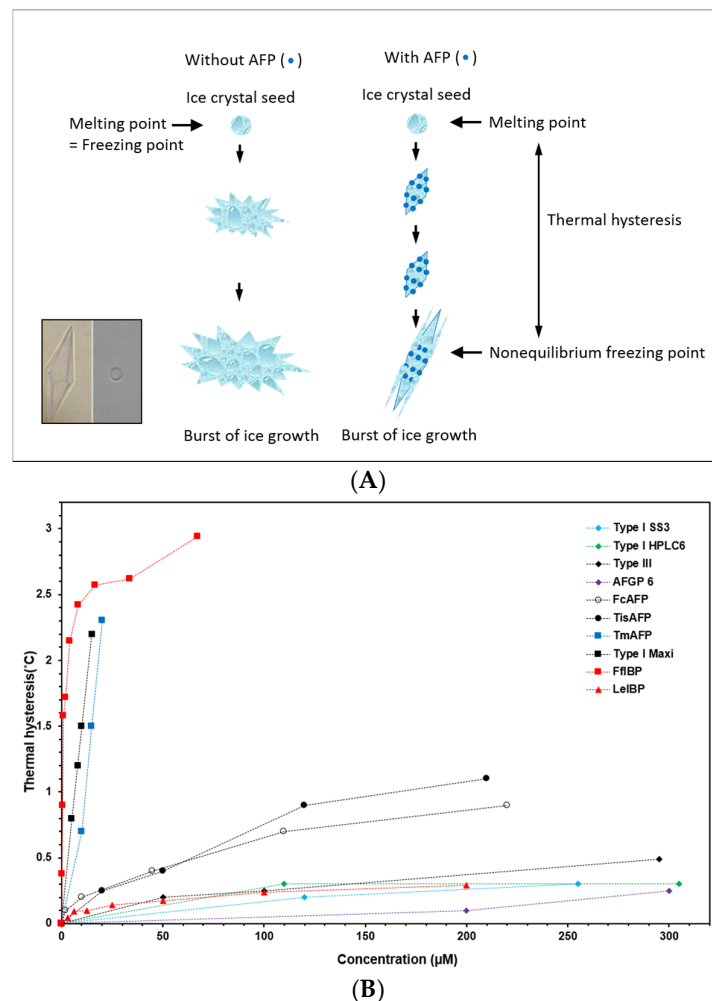 Without AFP (•)
With AFP (•)
Ice crystal seed
Ice crystal seed
Melting point
= Freezing point
Melting point
Thermal hysteresis
Nonequilibrium freezing point
Burst of ice growth
Burst of ice growth
(A)
3
2.5
2
1.5
1
0.5
0
Thermal hysteresis(°C)
Type I SS3
Type I HPLC6
Type III
AFGP 6
FcAFP
TisAFP
TmAFP
Type I Maxi
FfIBP
LeIBP
0
50
100
150
200
250
300
Concentration (µM)
(B)